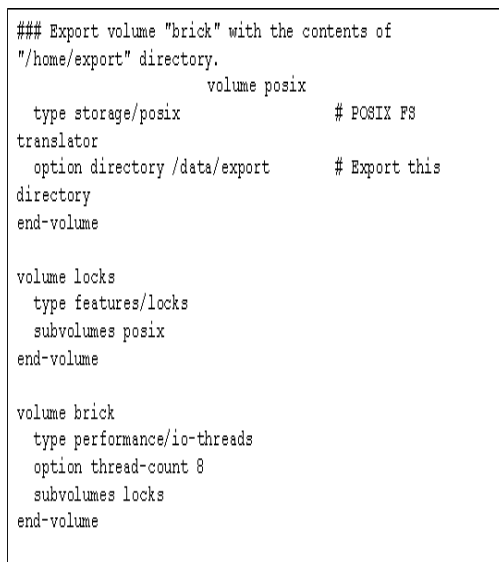 ### Export volume "brick" with the contents of
"/home/export" directory.
volume posix
type storage/posix # POSIX FS
translator
option directory /data/export # Export this
directory
end-volume
volume locks
type features/locks
subvolumes posix
end-volume
volume brick
type performance/io-threads
option thread-count 8
subvolumes locks
end-volume